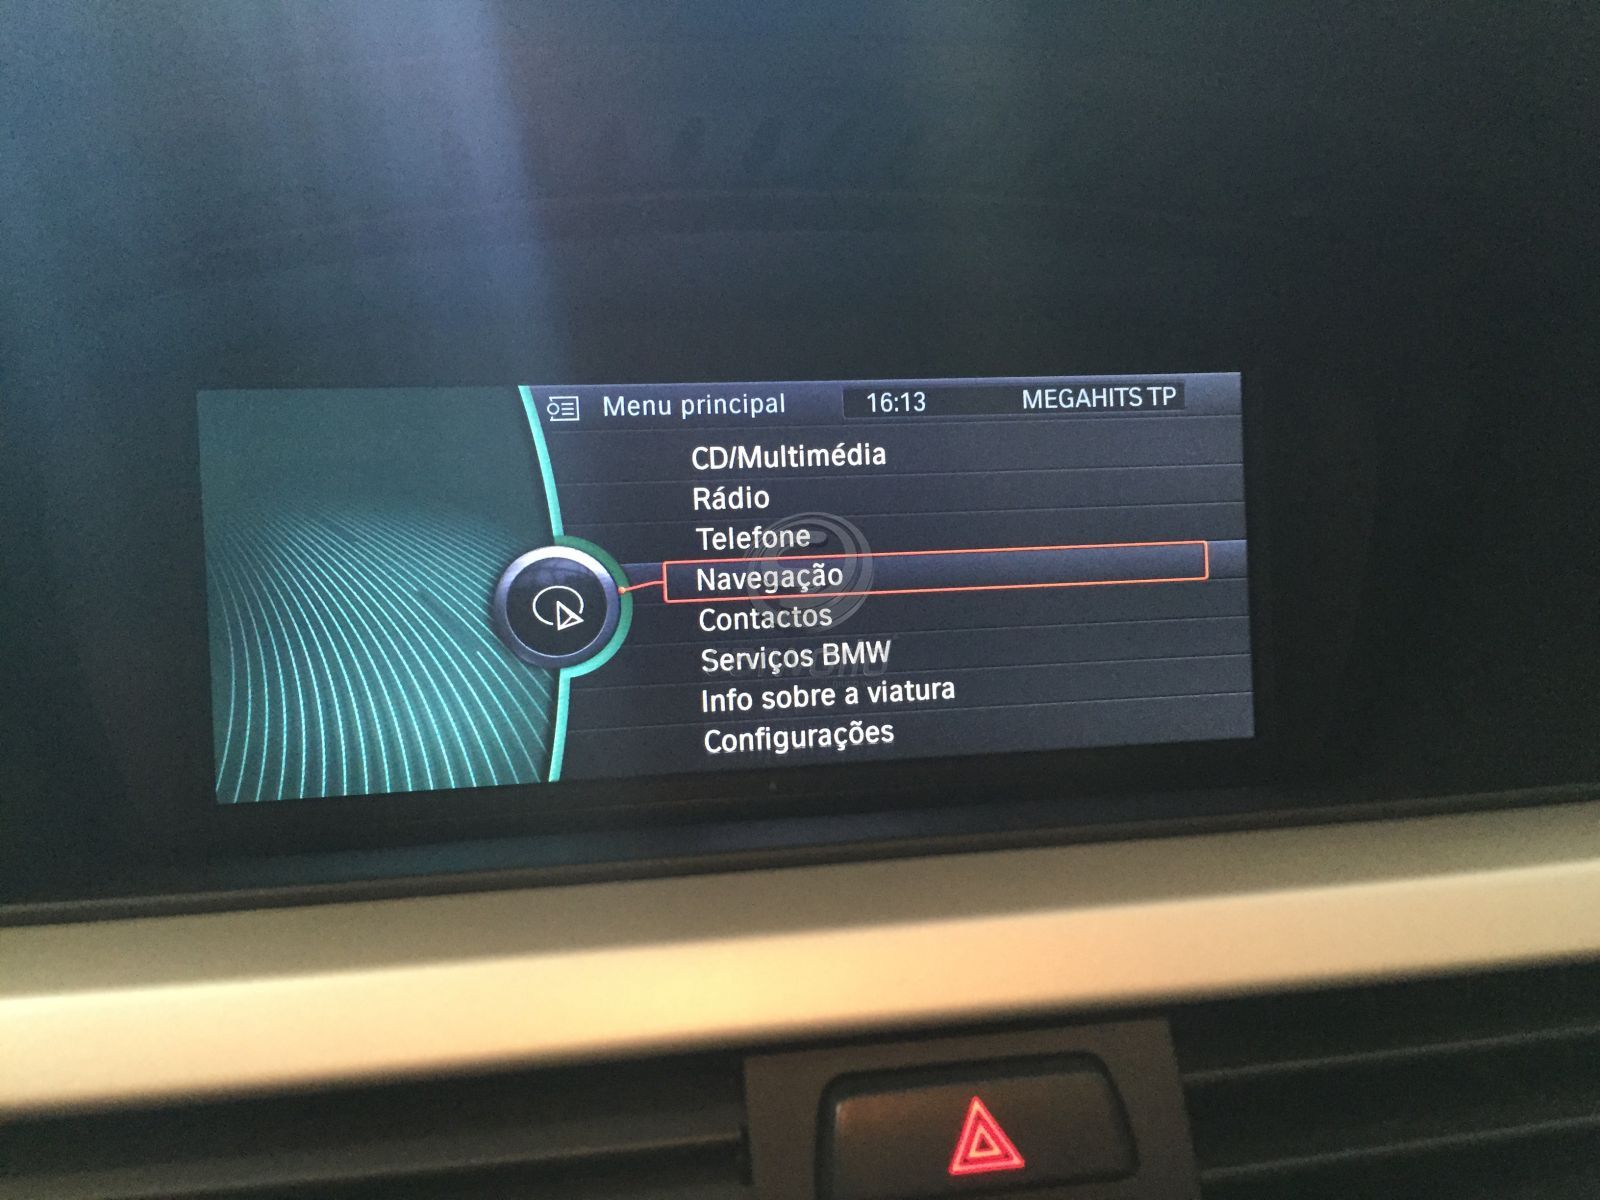 Menu principal 16:13 MEGAHITS TP
CD/Multimédia
Rádio
Telefone
Navegação
Contactos
Serviços BMW
Info sobre a viatura
Configurações